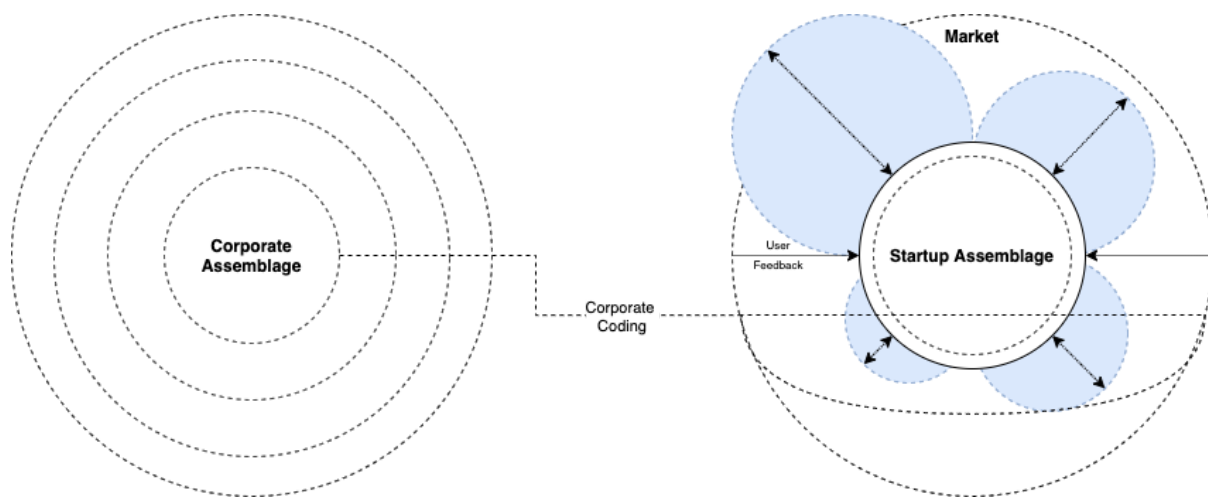 Market
Corporate
Assemblage
User
Feedback
Startup Assemblage
Corporate
Coding